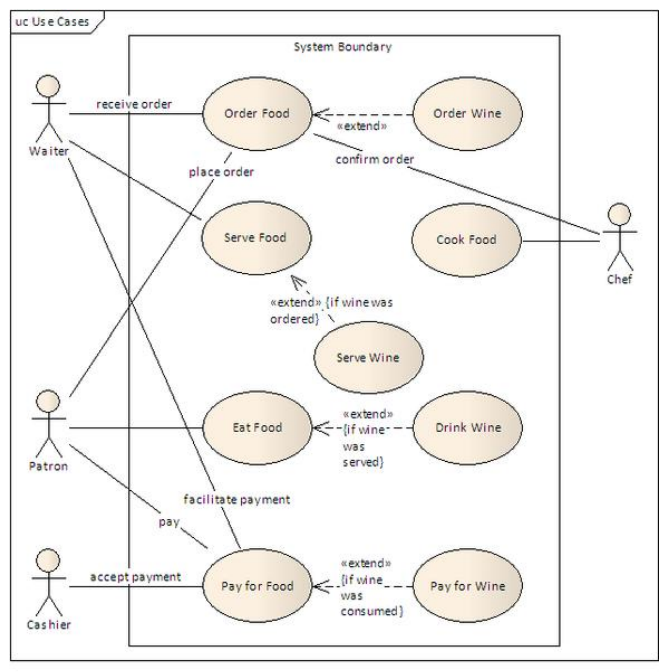 uc Use Cases
System Boundary
receive order
Order Food
«extend»
Order Wine
Waiter
place order
confirm order
Serve Food
Cook Food
Chef
«extend» {if wine was
ordered}
Serve Wine
Patron
Eat Food
«extend»
{if wine
was
served}
Drink Wine
facilitate payment
pay
Cashier
accept payment
Pay for Food
«extend»
{if wine
was
consumed}
Pay for Wine